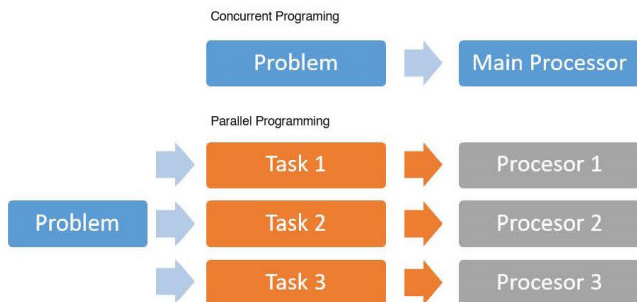 Concurrent Programing
Problem
Main Processor
Parallel Programming
Task 1
Procesor 1
Problem
Task 2
Procesor 2
Task 3
Procesor 3